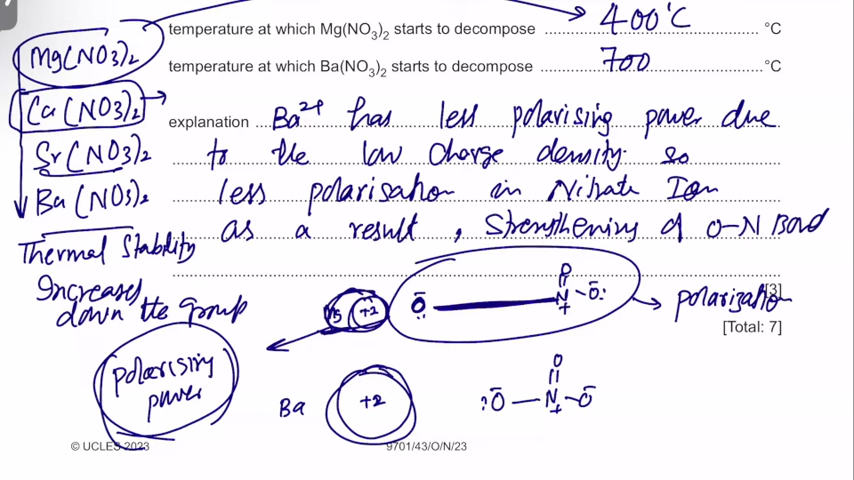 temperature at which Mg(NO3)2 starts to decompose 400°C °C
Mg(NO3)2
temperature at which Ba(NO3)2 starts to decompose 700 °C
Ca(NO3)2
explanation Ba2+ has less polarising power due
Sr(NO3)2 to the low charge density so
Ba(NO3)2 less polarisation in Nitrate Ion
as a result, Strengthening of O-N Bond
Thermal Stability
Increases
down the group
[3]
+2
Ō
O
N
+
Ō
polarization
[Total: 7]
polarising
power
Ba
+2
O
Ō
N
+
Ō
© UCLES 2023
9701/43/O/N/23